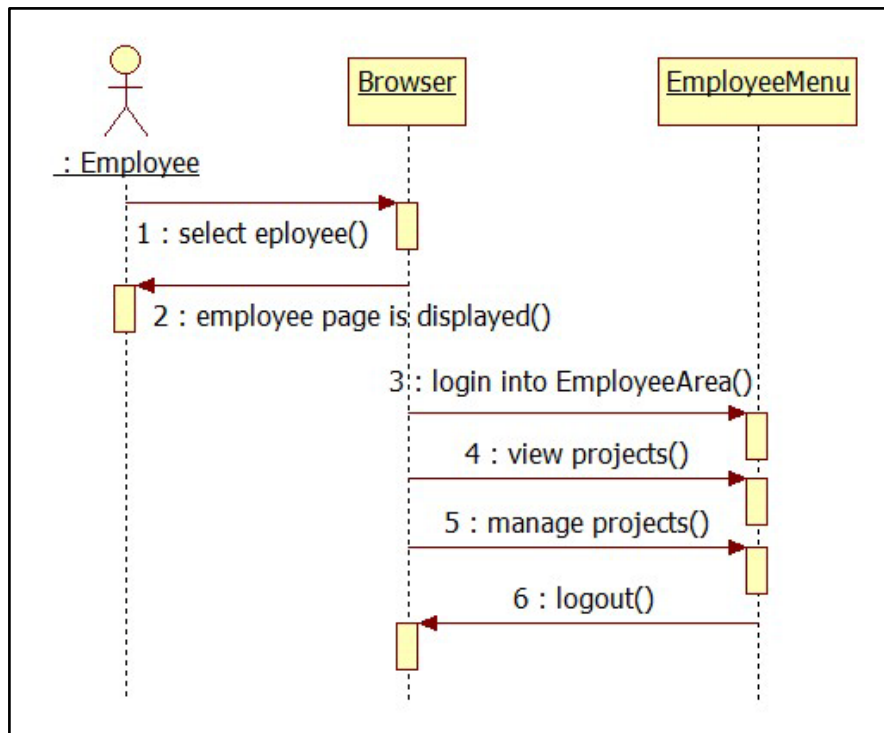 Browser
EmployeeMenu
: Employee
1 : select eployee()
2 : employee page is displayed()
3 : login into EmployeeArea()
4 : view projects()
5 : manage projects()
6 : logout()